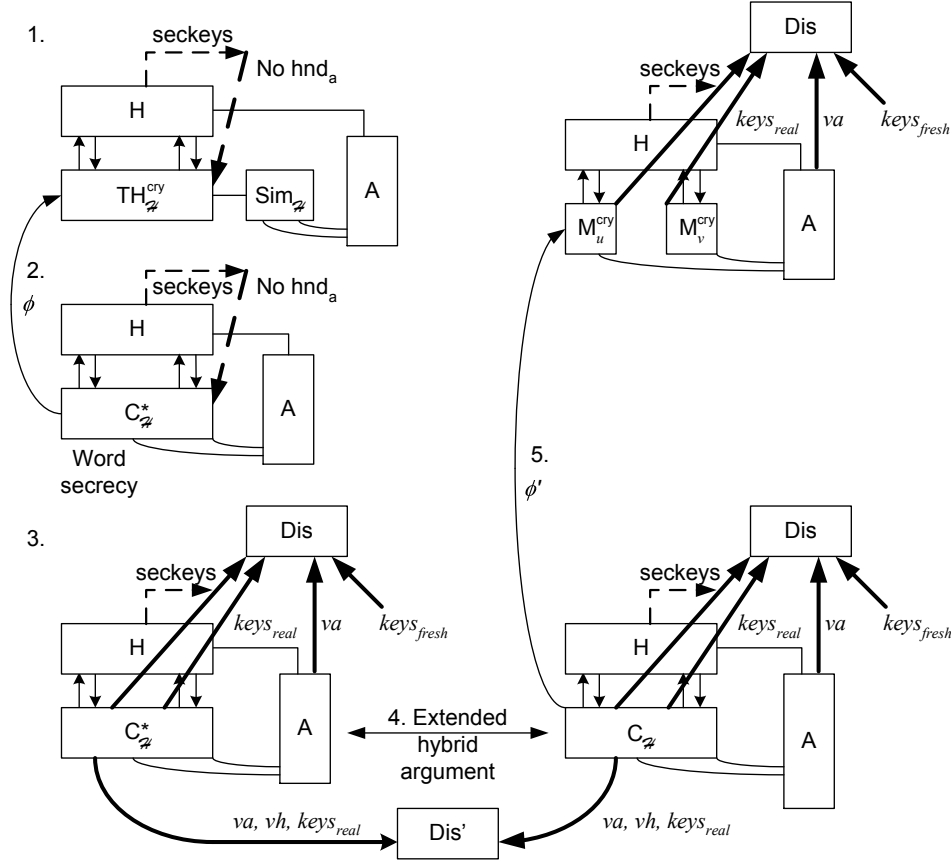 1.
seckeys
No hnd_a
H
TH^cry_ℋ
Sim_ℋ
A
2.
ϕ
seckeys
No hnd_a
H
C*_ℋ
A
Word
secrecy
3.
Dis
seckeys
keys_real
va
keys_fresh
H
C*_ℋ
A
va, vh, keys_real
4. Extended
hybrid
argument
Dis'
Dis
seckeys
keys_real
va
keys_fresh
H
M^cry_u
M^cry_v
A
5.
ϕ'
Dis
seckeys
keys_real
va
keys_fresh
H
C_ℋ
A
va, vh, keys_real